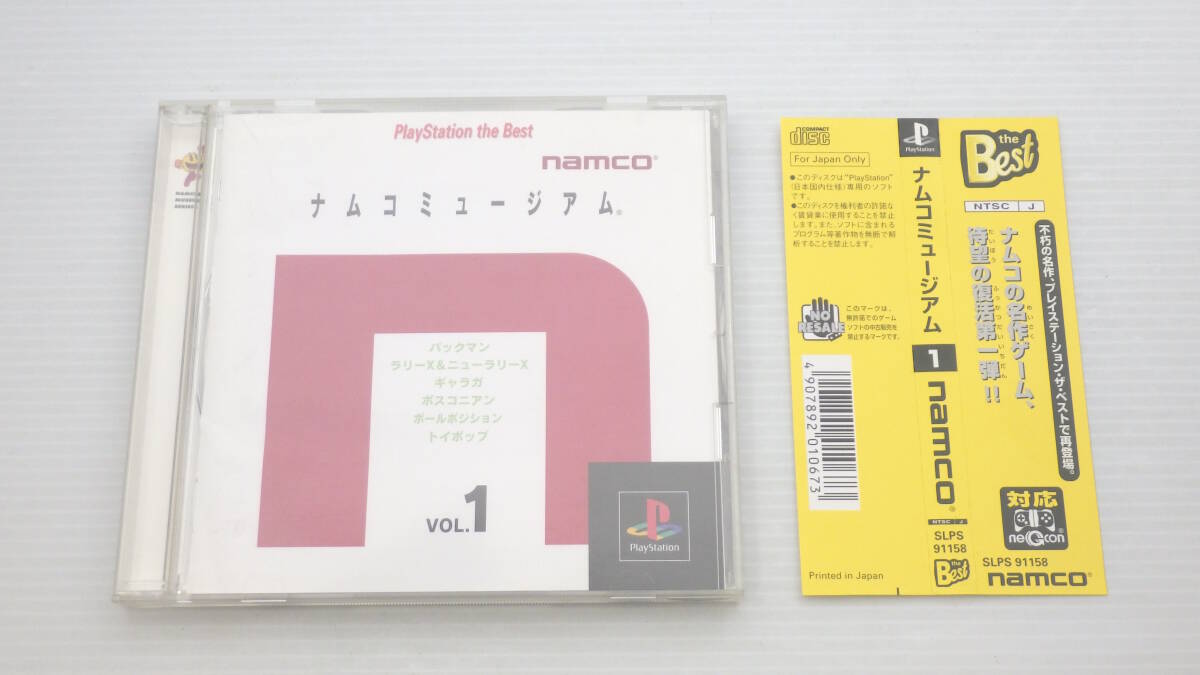 PlayStation the Best
namco®
ナムコミュージアム®
パックマン
ラリーX&ニューラリーX
ギャラガ
ボスコニアン
ポールポジション
トイポップ
VOL.1
PlayStation
COMPACT
disc
For Japan Only
●このディスクは"PlayStation"
(日本国内仕様)専用のソフト
です。
●このディスクを権利者の許諾な
く賃貸業に使用することを禁止
します。また、ソフトに含まれる
プログラム等著作物を無断で解
析することを禁止します。
NO
RESALE
このマークは、
無許諾でのゲーム
ソフトの中古販売を
禁止するマークです。
4907892010673
Printed in Japan
PlayStation
ナムコミュージアム
1
namco®
NTSC J
SLPS
91158
the
Best
the
Best
NTSC J
不朽の名作、プレイステーション・ザ・ベストで再登場。
ナムコの名作ゲーム、
待望の復活第一弾!!
対応
neGcon®
SLPS 91158
namco®